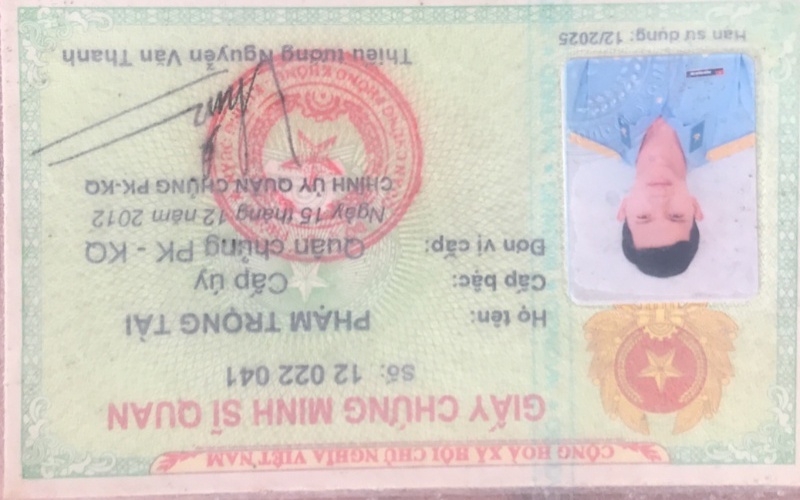 CỘNG HOÀ XÃ HỘI CHỦ NGHĨA VIỆT NAM
GIẤY CHỨNG MINH SĨ QUAN
Số: 12 022 041
Họ tên: PHẠM TRỌNG TÀI
Cấp bậc: Cấp úy
Đơn vị cấp: Quân chủng PK - KQ
Ngày 15 tháng 12 năm 2012
CHÍNH ỦY QUÂN CHỦNG PK-KQ
Thiếu tướng Nguyễn Văn Thanh
Hạn sử dụng: 12/2025